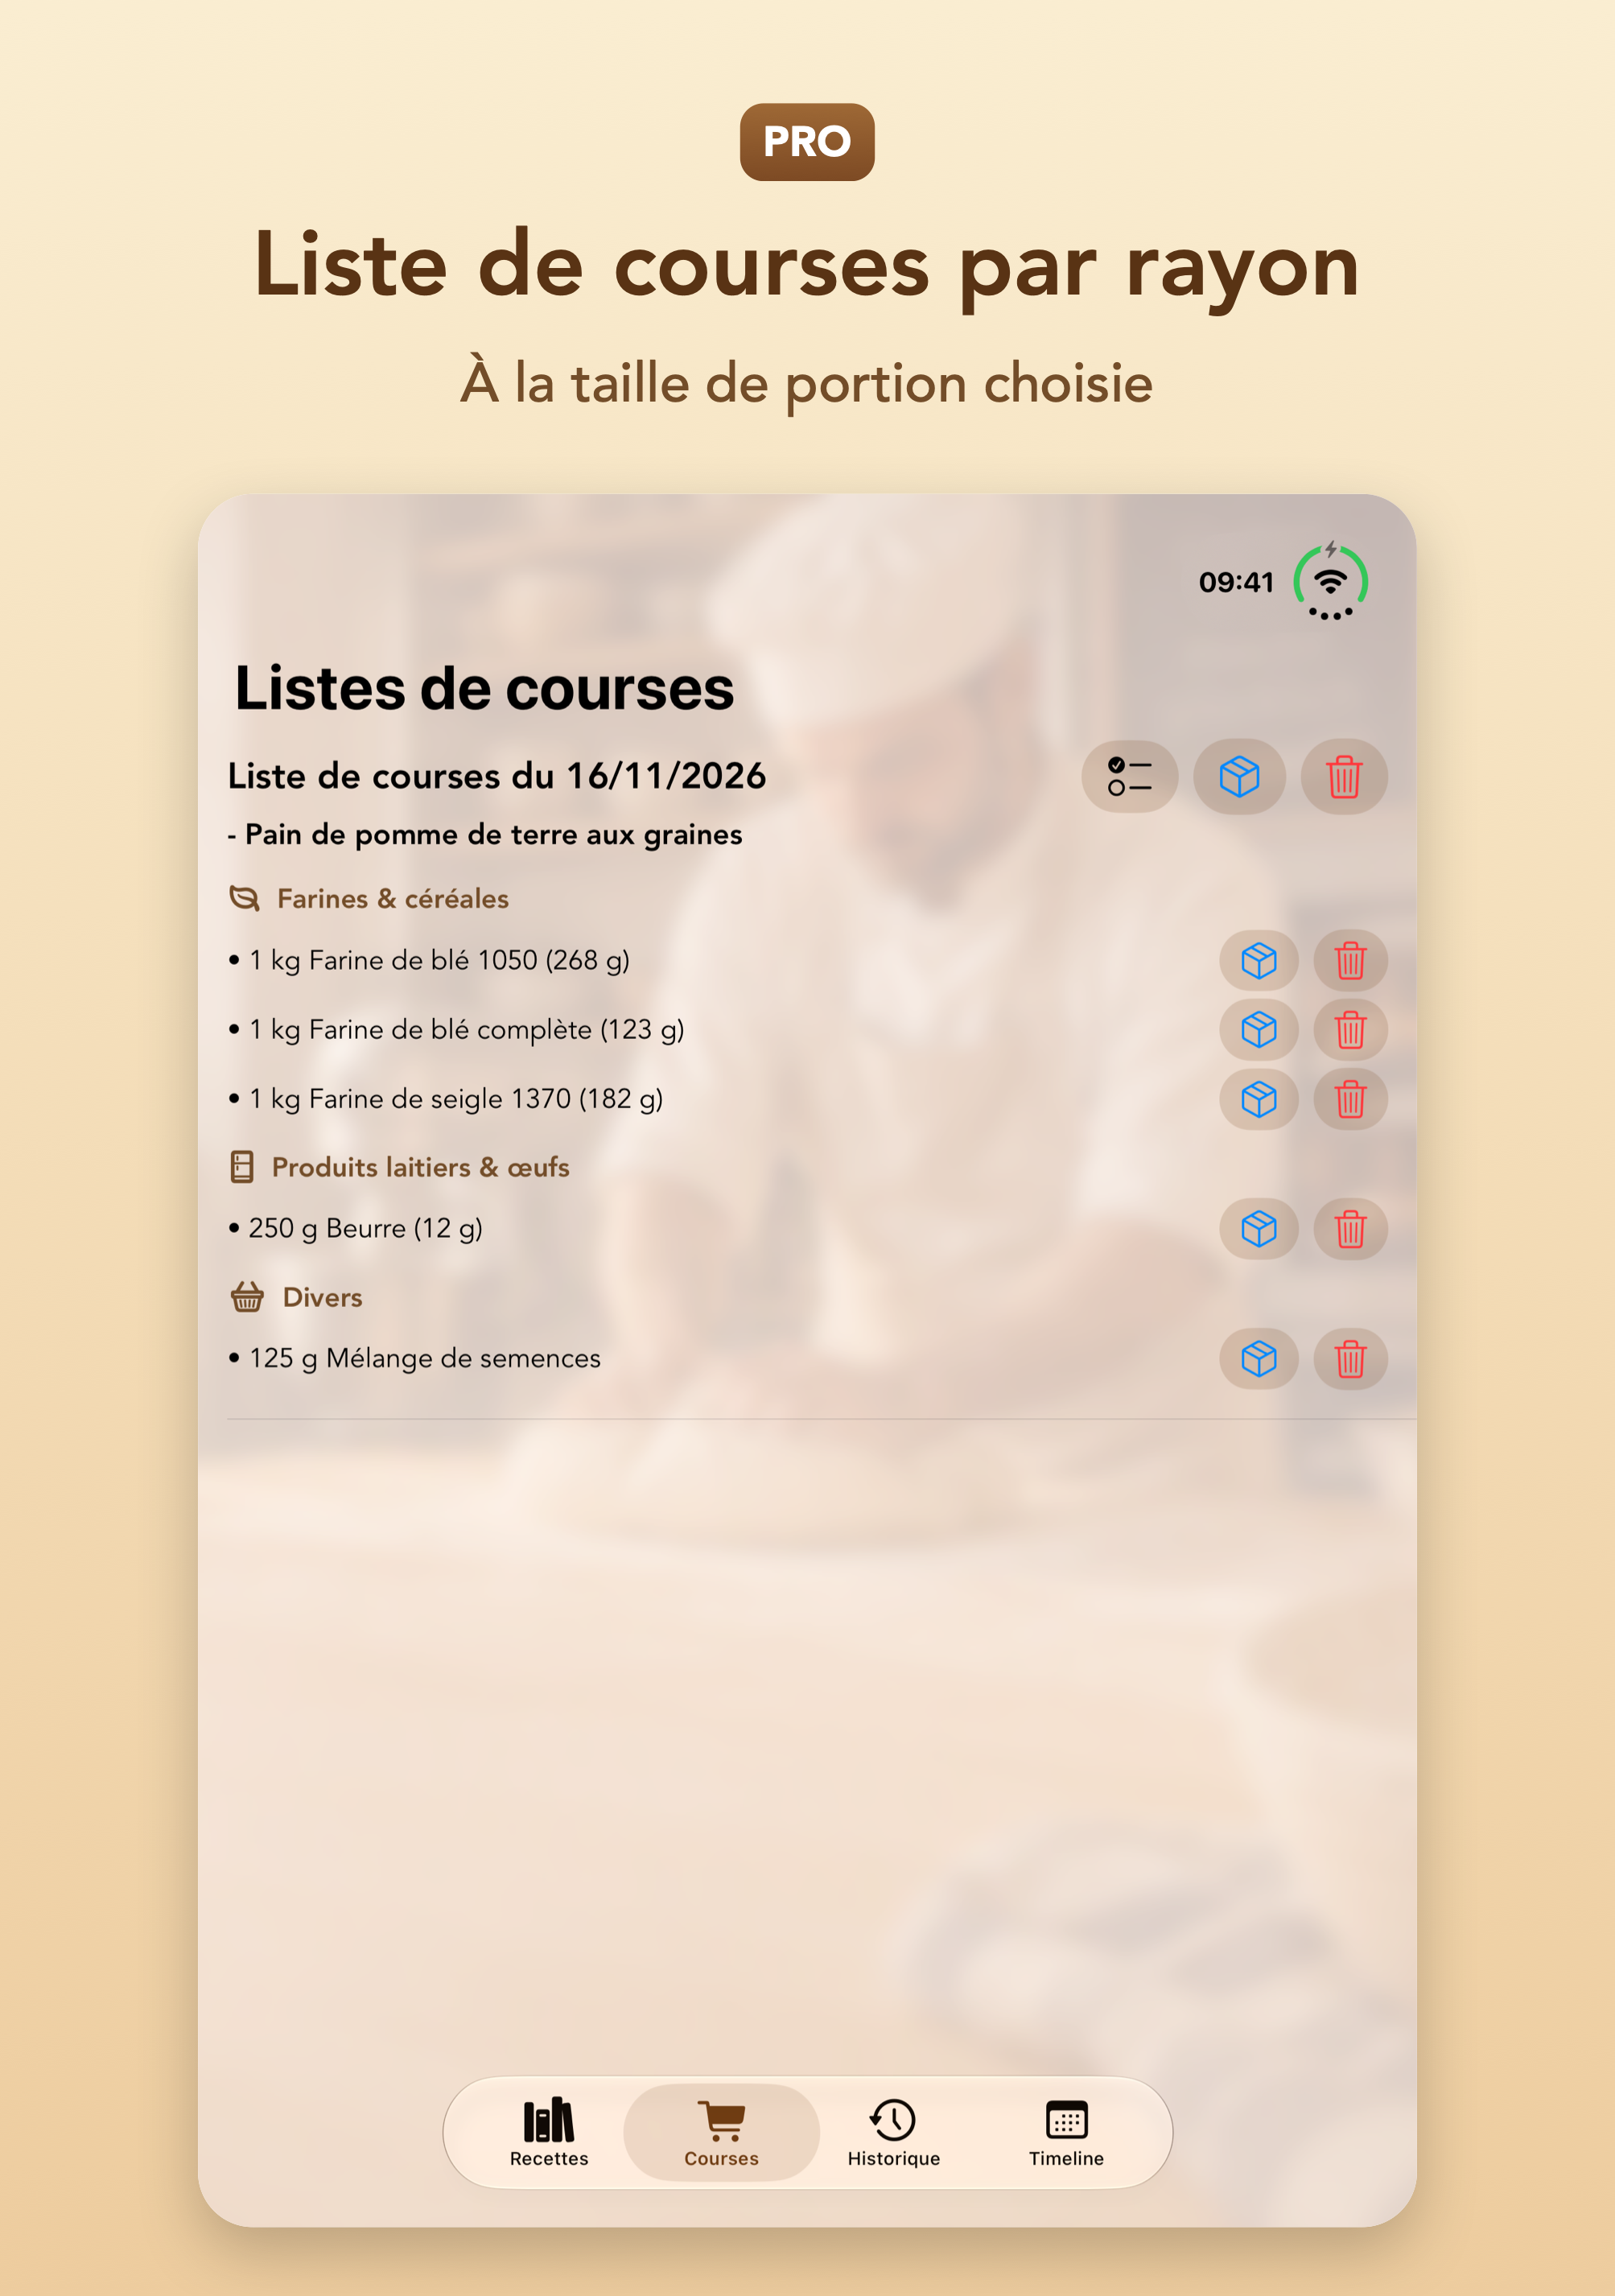 PRO
Liste de courses par rayon
À la taille de portion choisie
09:41
Listes de courses
Liste de courses du 16/11/2026
- Pain de pomme de terre aux graines
Farines & céréales
• 1 kg Farine de blé 1050 (268 g)
• 1 kg Farine de blé complète (123 g)
• 1 kg Farine de seigle 1370 (182 g)
Produits laitiers & œufs
• 250 g Beurre (12 g)
Divers
• 125 g Mélange de semences
Recettes
Courses
Historique
Timeline